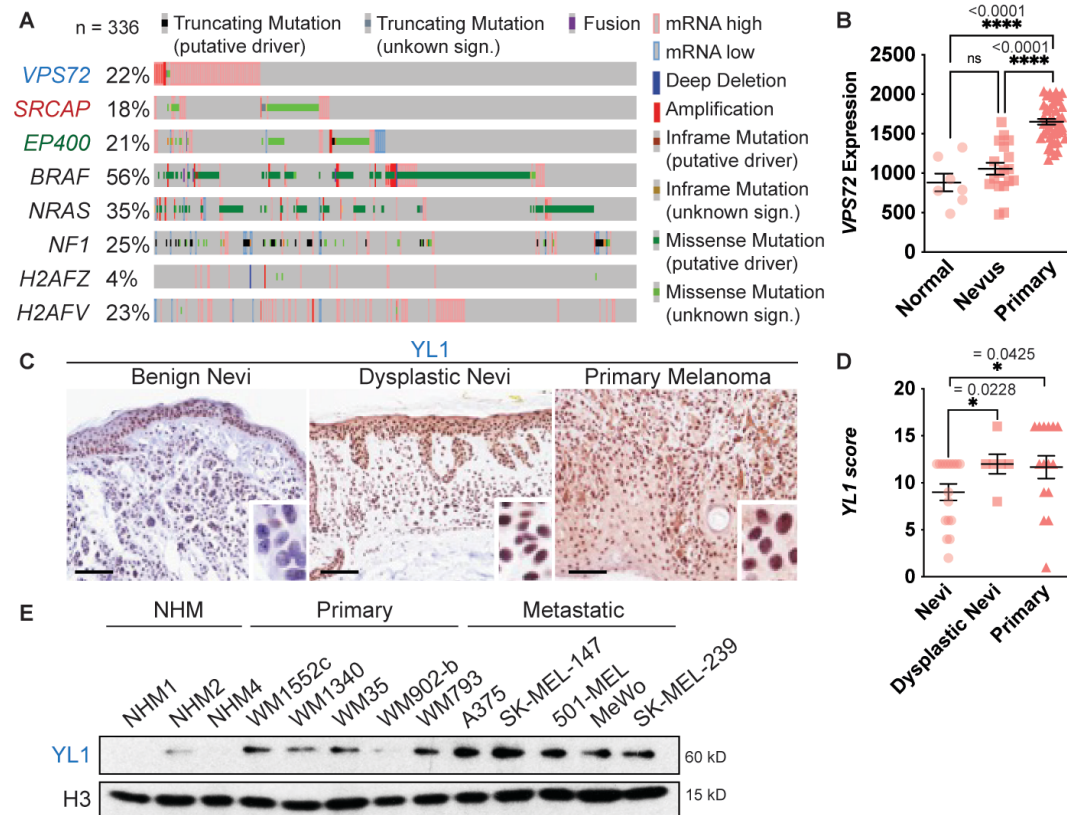 A
n = 336
Truncating Mutation
(putative driver)
Truncating Mutation
(unkown sign.)
Fusion
mRNA high
mRNA low
Deep Deletion
Amplification
Inframe Mutation
(putative driver)
Inframe Mutation
(unknown sign.)
Missense Mutation
(putative driver)
Missense Mutation
(unknown sign.)
VPS72 22%
SRCAP 18%
EP400 21%
BRAF 56%
NRAS 35%
NF1 25%
H2AFZ 4%
H2AFV 23%
B
<0.0001
****
<0.0001
ns
****
VPS72 Expression
2500
2000
1500
1000
500
0
Normal
Nevus
Primary
C
YL1
Benign Nevi
Dysplastic Nevi
Primary Melanoma
D
= 0.0425
*
= 0.0228
*
YL1 score
20
15
10
5
0
Nevi
Dysplastic Nevi
Primary
E
NHM
Primary
Metastatic
NHM1
NHM2
NHM4
WM1552c
WM1340
WM35
WM902-b
WM793
A375
SK-MEL-147
501-MEL
MeWo
SK-MEL-239
YL1
60 kD
H3
15 kD